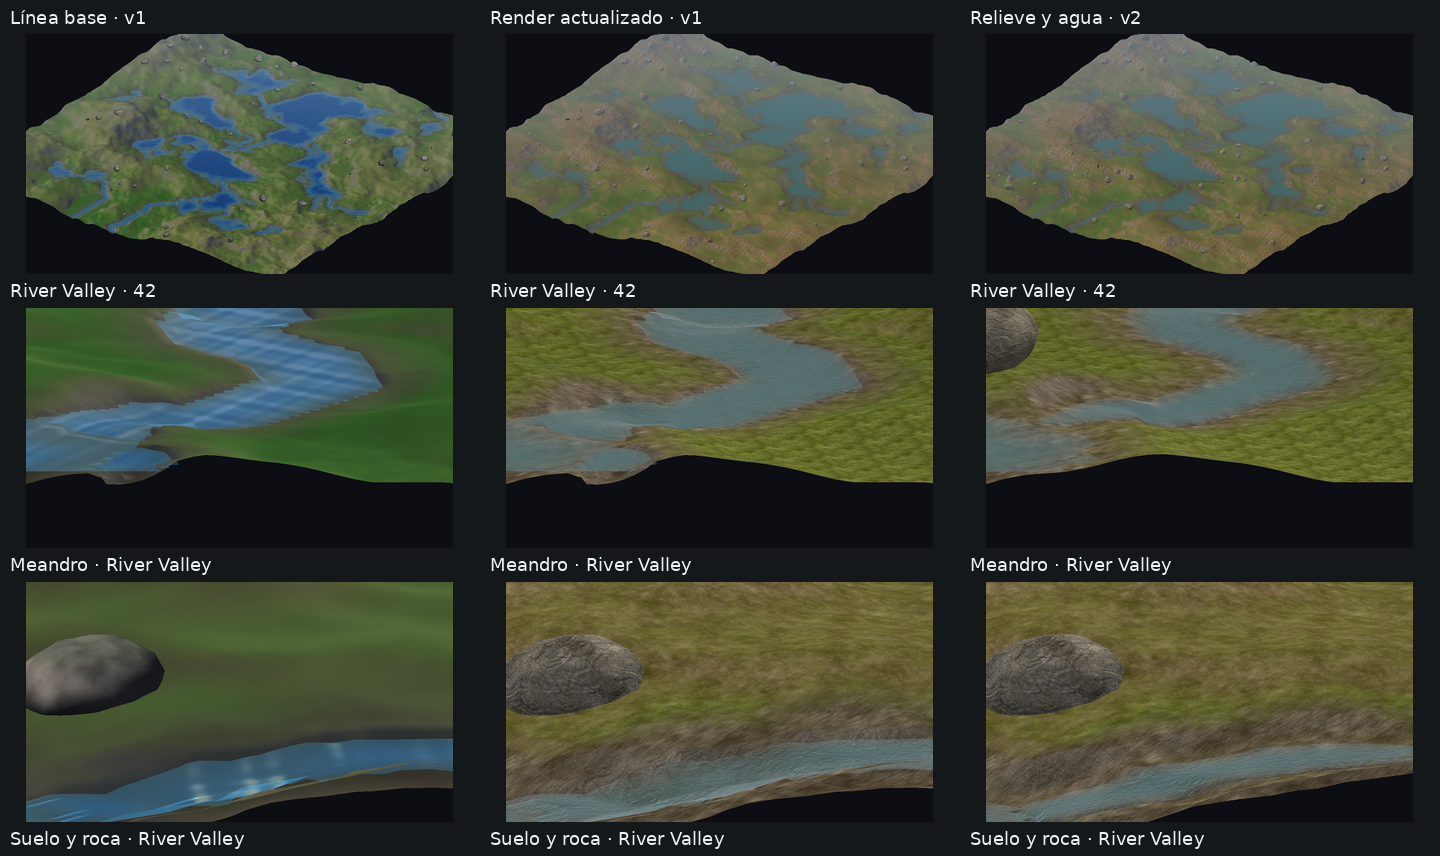 Línea base · v1
Render actualizado · v1
Relieve y agua · v2
River Valley · 42
River Valley · 42
River Valley · 42
Meandro · River Valley
Meandro · River Valley
Meandro · River Valley
Suelo y roca · River Valley
Suelo y roca · River Valley
Suelo y roca · River Valley